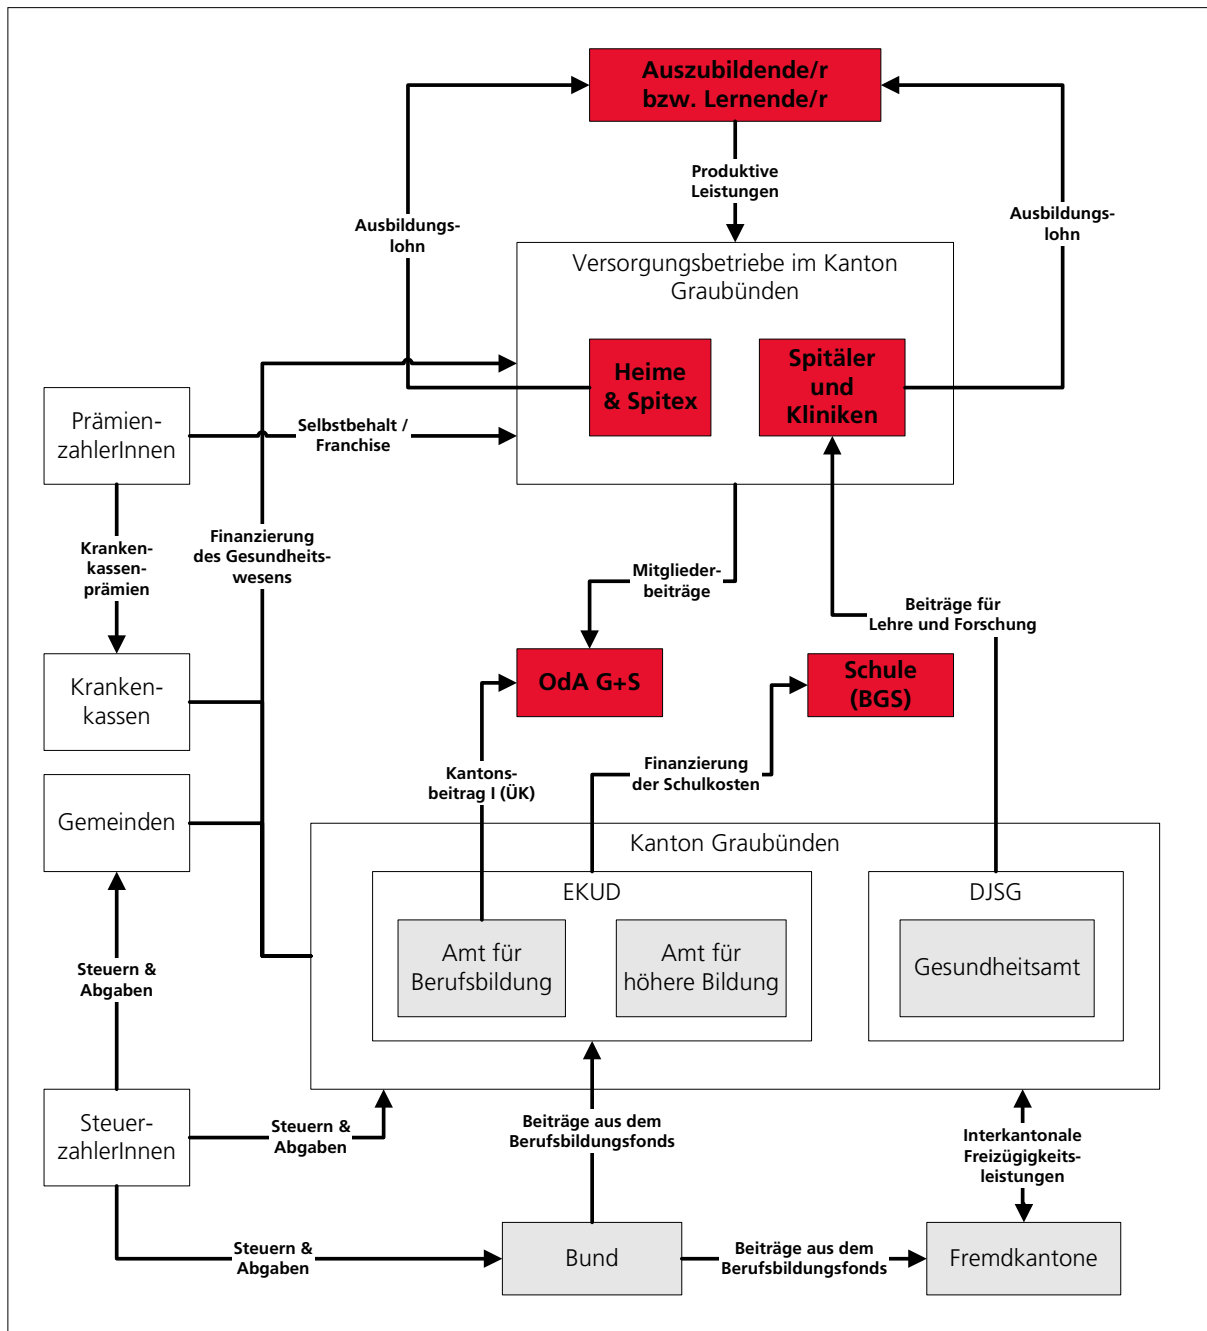 Auszubildende/r
bzw. Lernende/r
Produktive
Leistungen
Ausbildungs-
lohn
Ausbildungs-
lohn
Versorgungsbetriebe im Kanton
Graubünden
Heime
& Spitex
Spitäler
und
Kliniken
Prämien-
zahlerInnen
Selbstbehalt /
Franchise
Kranken-
kassen-
prämien
Finanzierung
des Gesundheits-
wesens
Mitglieder-
beiträge
Beiträge für
Lehre und Forschung
Kranken-
kassen
OdA G+S
Schule
(BGS)
Kantons-
beitrag I (ÜK)
Finanzierung
der Schulkosten
Gemeinden
Kanton Graubünden
EKUD
DJSG
Amt für
Berufsbildung
Amt für
höhere Bildung
Gesundheitsamt
Steuern &
Abgaben
Steuer-
zahlerInnen
Steuern &
Abgaben
Beiträge aus dem
Berufsbildungsfonds
Interkantonale
Freizügigkeits-
leistungen
Steuern &
Abgaben
Bund
Beiträge aus dem
Berufsbildungsfonds
Fremdkantone